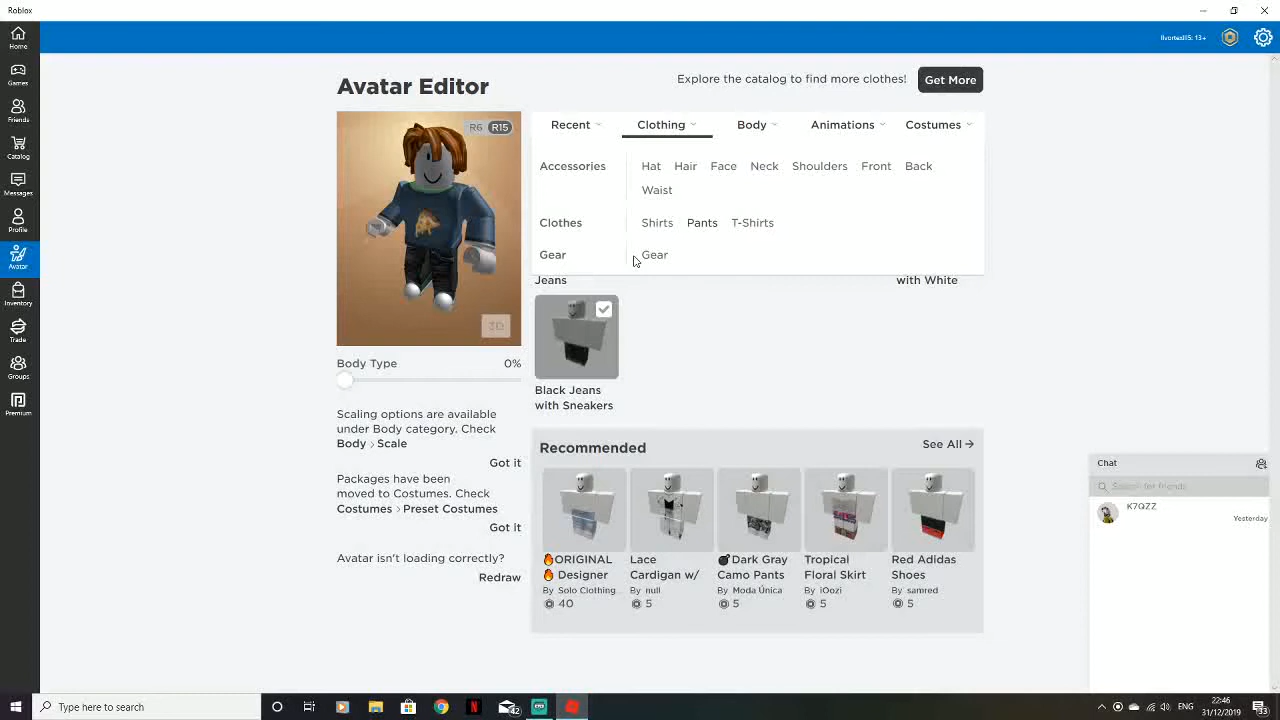 Roblox
Home
Games
Friends
Catalog
Messages
Profile
Avatar
Inventory
Trade
Groups
Premium
13+
Avatar Editor
Explore the catalog to find more clothes!
Get More
R6 R15
3D
Body Type 0%
Scaling options are available
under Body category. Check
Body > Scale
Got it
Packages have been
moved to Costumes. Check
Costumes > Preset Costumes
Got it
Avatar isn't loading correctly?
Redraw
Recent Clothing Body Animations Costumes
Accessories Hat Hair Face Neck Shoulders Front Back
Waist
Clothes Shirts Pants T-Shirts
Gear Gear
Jeans
with White
Black Jeans
with Sneakers
Recommended See All →
🔥ORIGINAL
🔥 Designer
By Solo Clothing...
40
Lace
Cardigan w/
By null
5
💣Dark Gray
Camo Pants
By Moda Única
5
Tropical
Floral Skirt
By iOozi
5
Red Adidas
Shoes
By samred
5
Chat
Search for friends
K7QZZ
Yesterday
Type here to search
42
22:46
31/12/2019